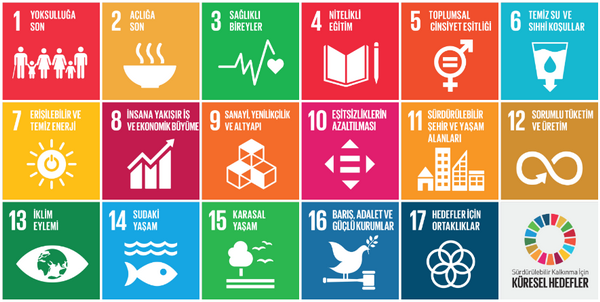 1 YOKSULLUĞA
SON
2 AÇLIĞA
SON
3 SAĞLIKLI
BİREYLER
4 NİTELİKLİ
EĞİTİM
5 TOPLUMSAL
CİNSİYET EŞİTLİĞİ
6 TEMİZ SU VE
SIHHİ KOŞULLAR
7 ERİŞİLEBİLİR VE
TEMİZ ENERJİ
8 İNSANA YAKIŞIR İŞ
VE EKONOMİK BÜYÜME
9 SANAYİ, YENİLİKÇİLİK
VE ALTYAPI
10 EŞİTSİZLİKLERİN
AZALTILMASI
11 SÜRDÜRÜLEBİLİR
ŞEHİR VE YAŞAM
ALANLARI
12 SORUMLU TÜKETİM
VE ÜRETİM
13 İKLİM
EYLEMİ
14 SUDAKİ
YAŞAM
15 KARASAL
YAŞAM
16 BARIŞ, ADALET VE
GÜÇLÜ KURUMLAR
17 HEDEFLER İÇİN
ORTAKLIKLAR
Sürdürülebilir Kalkınma İçin
KÜRESEL HEDEFLER